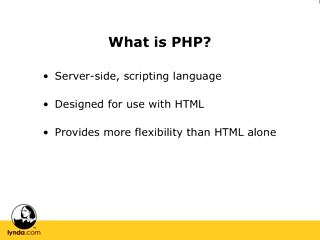 What is PHP?
• Server-side, scripting language
• Designed for use with HTML
• Provides more flexibility than HTML alone
lynda.com